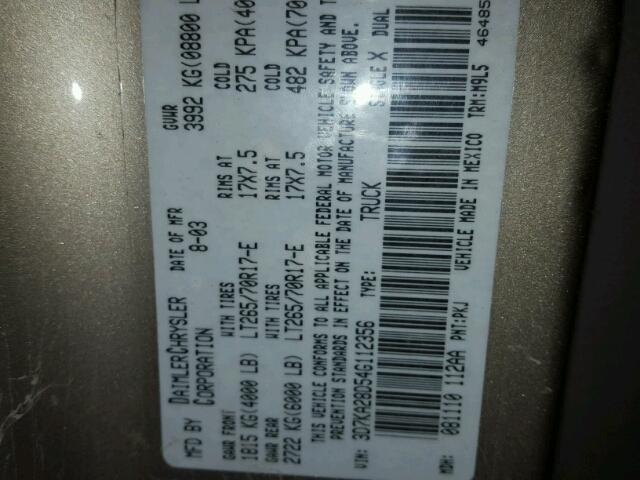 MFD BY DAIMLERCHRYSLER CORPORATION DATE OF MFR 8-03 GVWR 3992 KG(08800 L
GAWR FRONT WITH TIRES RIMS AT COLD
1815 KG(4000 LB) LT265/70R17-E 17X7.5 275 KPA(40
GAWR REAR WITH TIRES RIMS AT COLD
2722 KG(6000 LB) LT265/70R17-E 17X7.5 482 KPA(70
THIS VEHICLE CONFORMS TO ALL APPLICABLE FEDERAL MOTOR VEHICLE SAFETY AND T
PREVENTION STANDARDS IN EFFECT ON THE DATE OF MANUFACTURE SHOWN ABOVE.
VIN: 3D7KA28D54G112356 TYPE: TRUCK SINGLE X DUAL
MDH: 081110 112AA PNT:PKJ VEHICLE MADE IN MEXICO TRM:M9L5 46485